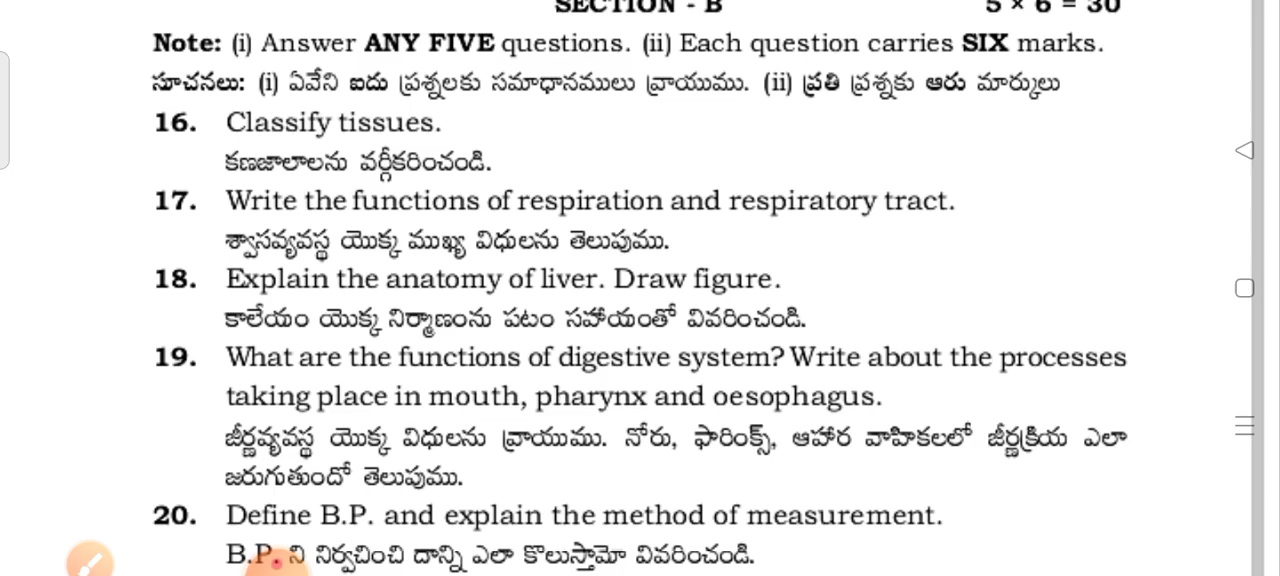 SECTION - B 5 × 6 = 30
Note: (i) Answer ANY FIVE questions. (ii) Each question carries SIX marks.
సూచనలు: (i) ఏవేని ఐదు ప్రశ్నలకు సమాధానములు వ్రాయుము. (ii) ప్రతి ప్రశ్నకు ఆరు మార్కులు
16. Classify tissues.
కణజాలాలను వర్గీకరించండి.
17. Write the functions of respiration and respiratory tract.
శ్వాసవ్యవస్థ యొక్క ముఖ్య విధులను తెలుపుము.
18. Explain the anatomy of liver. Draw figure.
కాలేయం యొక్క నిర్మాణంను పటం సహాయంతో వివరించండి.
19. What are the functions of digestive system? Write about the processes
taking place in mouth, pharynx and oesophagus.
జీర్ణవ్యవస్థ యొక్క విధులను వ్రాయుము. నోరు, ఫారింక్స్, ఆహార వాహికలలో జీర్ణక్రియ ఎలా
జరుగుతుందో తెలుపుము.
20. Define B.P. and explain the method of measurement.
B.P. ని నిర్వచించి దాన్ని ఎలా కొలుస్తామో వివరించండి.